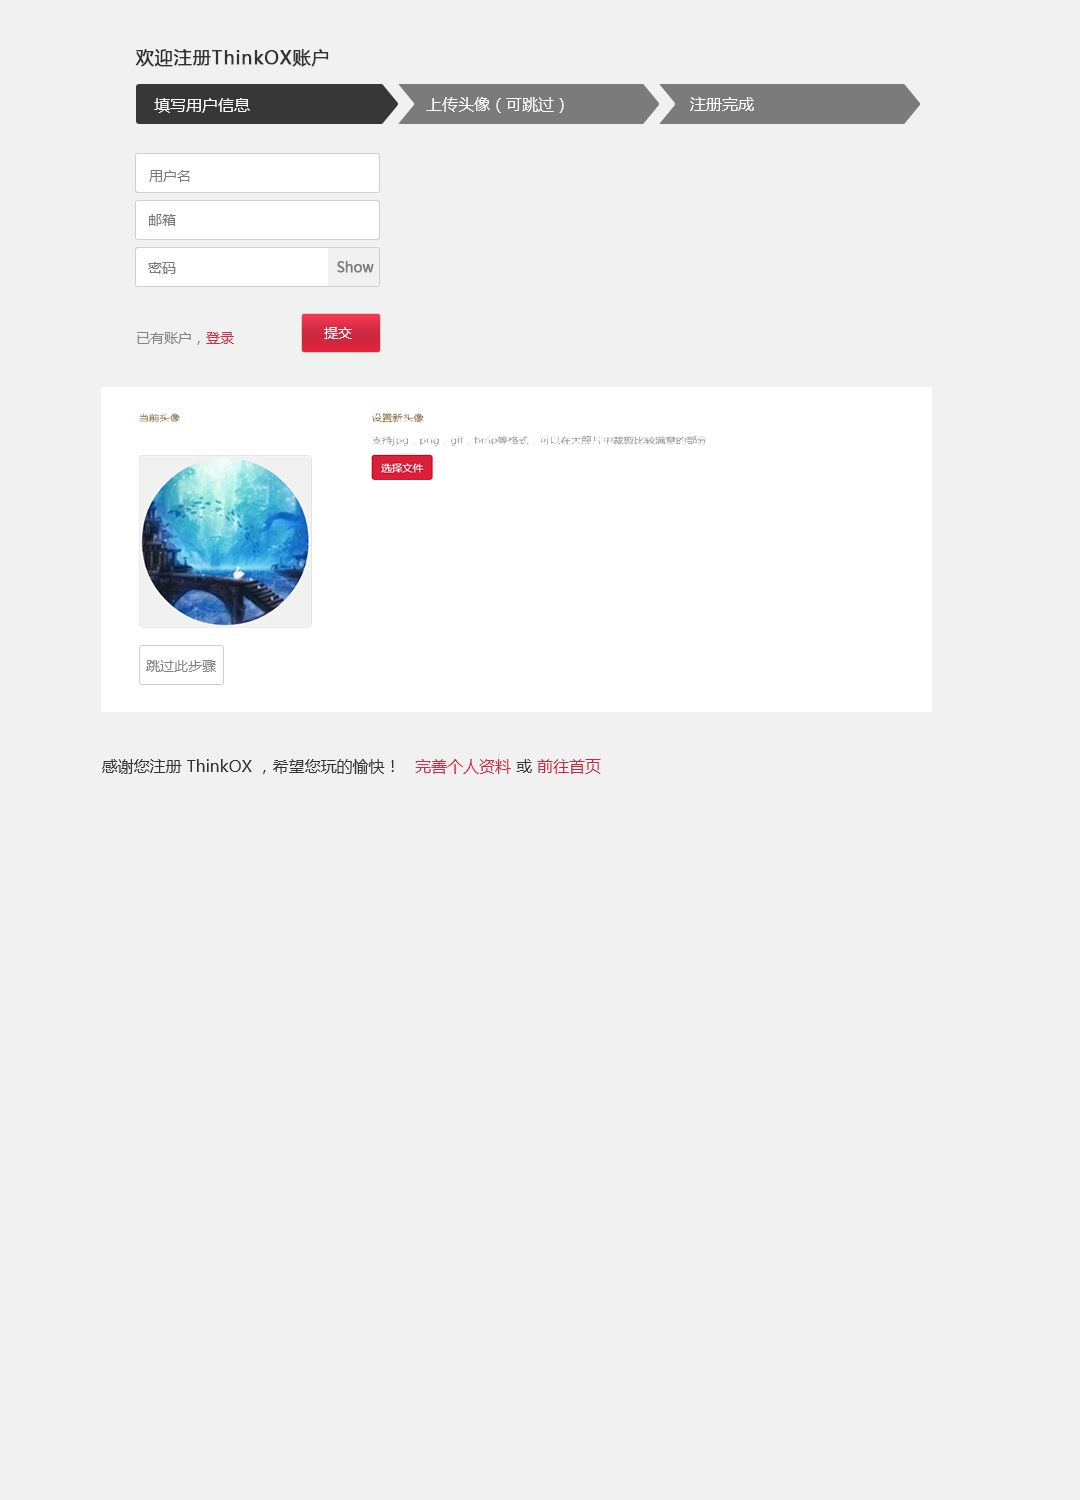 欢迎注册ThinkOX账户
填写用户信息 上传头像（可跳过） 注册完成
用户名
邮箱
密码 Show
已有账户，登录 提交
当前头像 设置新头像
支持jpg，png，gif，bmp等格式，可以在大照片中裁剪比较满意的部分
选择文件
跳过此步骤
感谢您注册 ThinkOX ，希望您玩的愉快！ 完善个人资料 或 前往首页